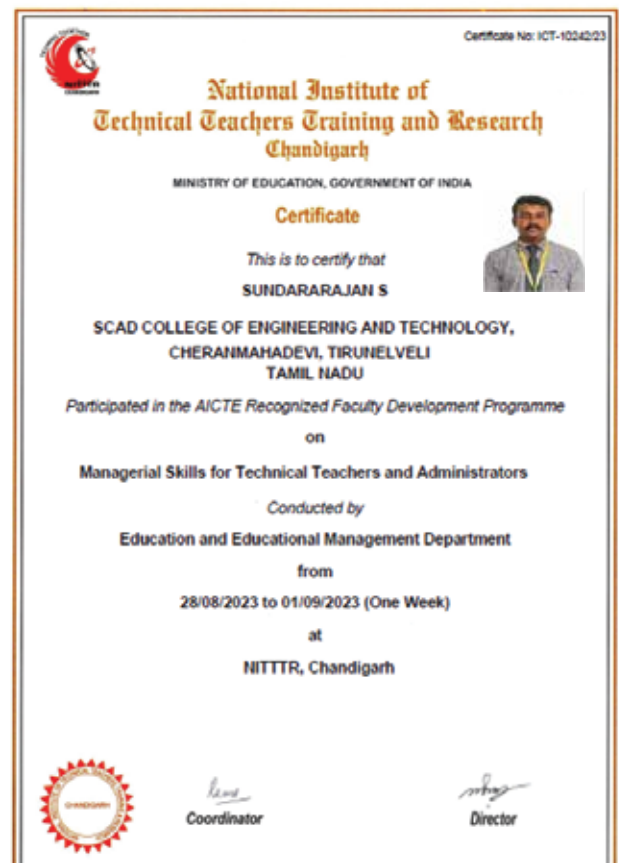 Certificate No: ICT-10242/23
NITTTR
CHANDIGARH
National Institute of
Technical Teachers Training and Research
Chandigarh
MINISTRY OF EDUCATION, GOVERNMENT OF INDIA
Certificate
This is to certify that
SUNDARARAJAN S
SCAD COLLEGE OF ENGINEERING AND TECHNOLOGY,
CHERANMAHADEVI, TIRUNELVELI
TAMIL NADU
Participated in the AICTE Recognized Faculty Development Programme
on
Managerial Skills for Technical Teachers and Administrators
Conducted by
Education and Educational Management Department
from
28/08/2023 to 01/09/2023 (One Week)
at
NITTTR, Chandigarh
CHANDIGARH
Coordinator
Director